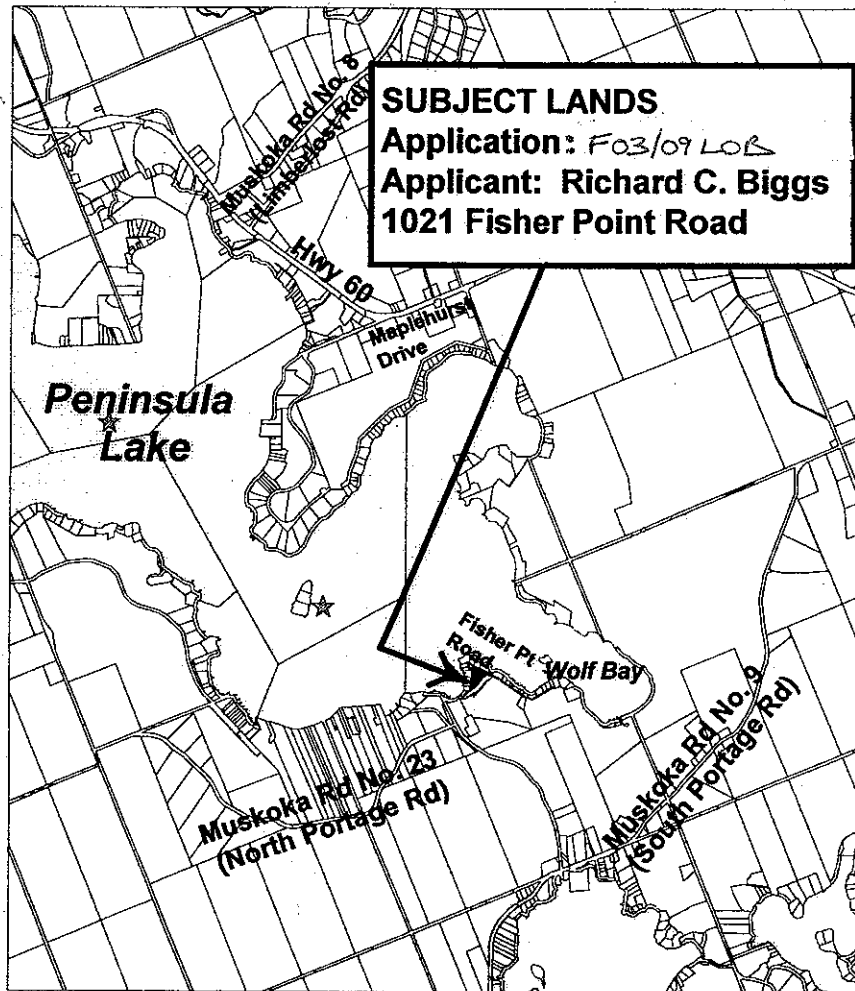 SUBJECT LANDS
Application: F03/09 LOB
Applicant: Richard C. Biggs
1021 Fisher Point Road
Muskoka Rd No. 8
(Limberlost Rd)
Hwy 60
Maplehurst
Drive
Peninsula
Lake
Fisher Pt
Road
Wolf Bay
Muskoka Rd No. 9
(South Portage Rd)
Muskoka Rd No. 23
(North Portage Rd)